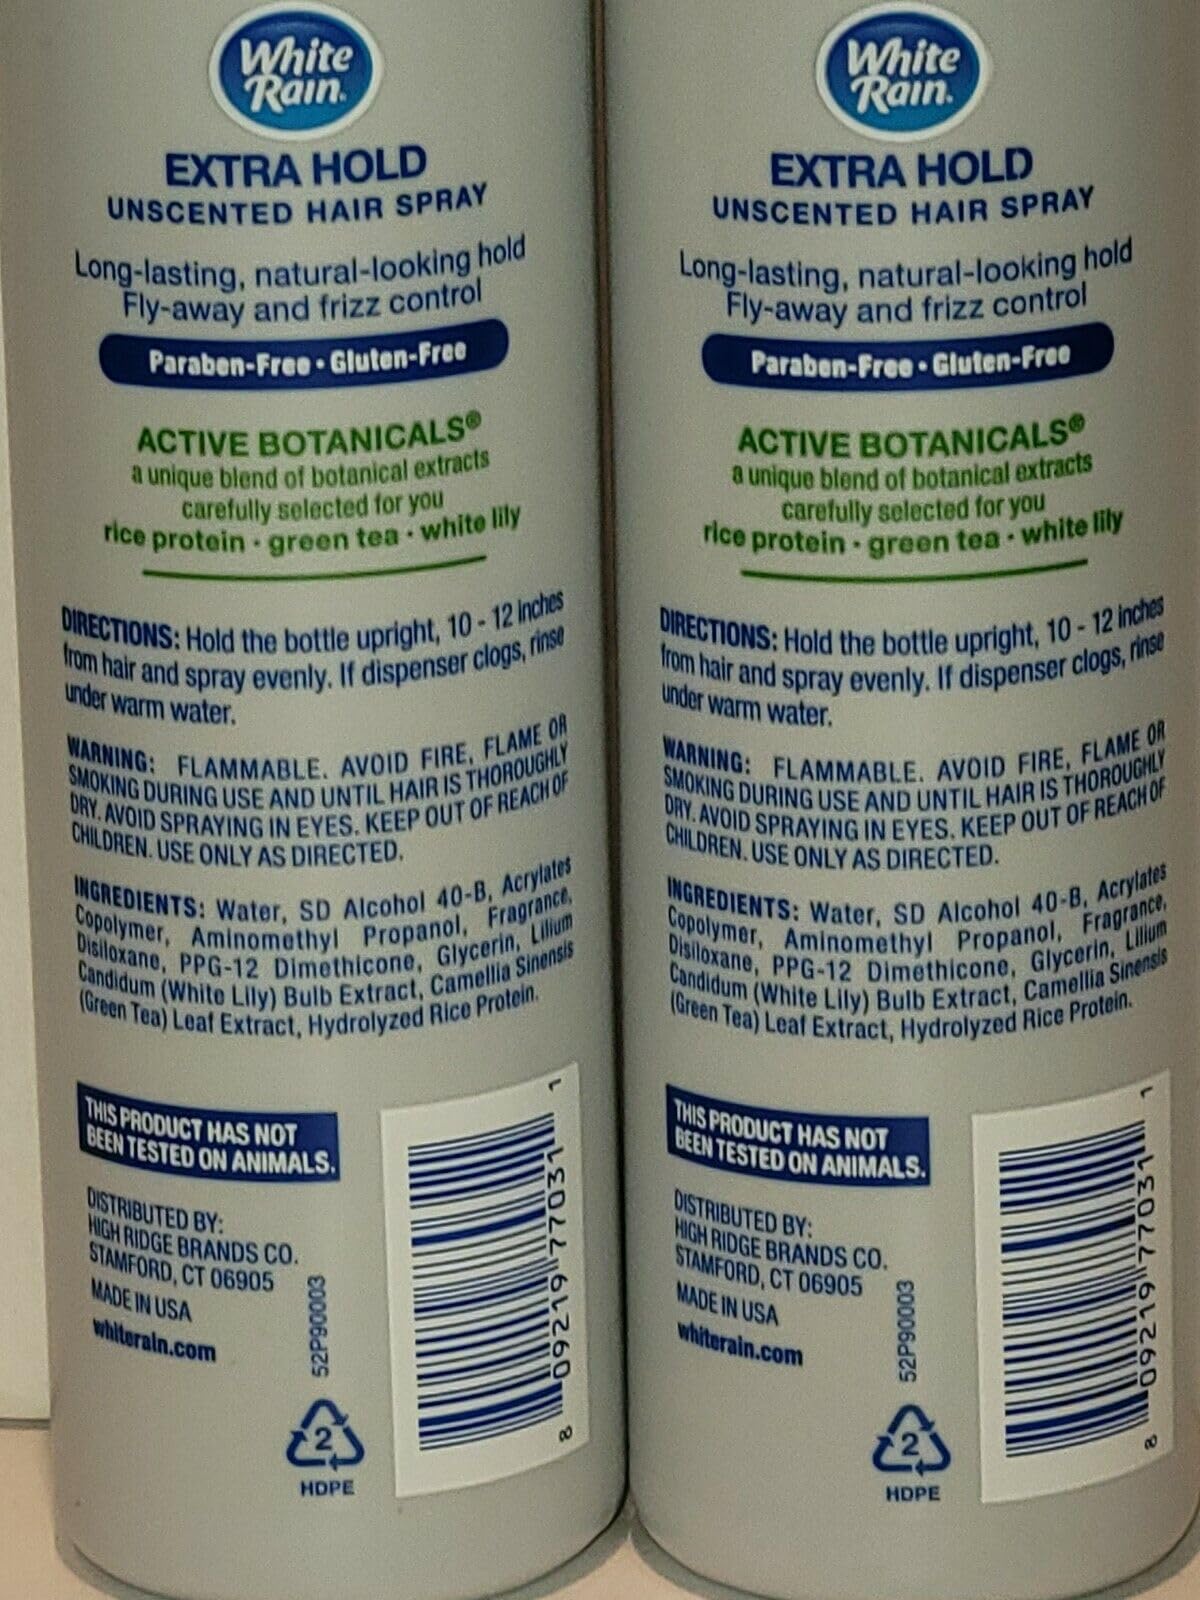 White
Rain.
EXTRA HOLD
UNSCENTED HAIR SPRAY
Long-lasting, natural-looking hold
Fly-away and frizz control
Paraben-Free • Gluten-Free
ACTIVE BOTANICALS®
a unique blend of botanical extracts
carefully selected for you
rice protein • green tea • white lily
DIRECTIONS: Hold the bottle upright, 10 - 12 inches
from hair and spray evenly. If dispenser clogs, rinse
under warm water.
WARNING: FLAMMABLE. AVOID FIRE, FLAME OR
SMOKING DURING USE AND UNTIL HAIR IS THOROUGHLY
DRY. AVOID SPRAYING IN EYES. KEEP OUT OF REACH OF
CHILDREN. USE ONLY AS DIRECTED.
INGREDIENTS: Water, SD Alcohol 40-B, Acrylates
Copolymer, Aminomethyl Propanol, Fragrance,
Disiloxane, PPG-12 Dimethicone, Glycerin, Lilium
Candidum (White Lily) Bulb Extract, Camellia Sinensis
(Green Tea) Leaf Extract, Hydrolyzed Rice Protein.
THIS PRODUCT HAS NOT
BEEN TESTED ON ANIMALS.
DISTRIBUTED BY:
HIGH RIDGE BRANDS CO.
STAMFORD, CT 06905
MADE IN USA
whiterain.com
52P90003
2
HDPE
8 09219 77031 1
White
Rain.
EXTRA HOLD
UNSCENTED HAIR SPRAY
Long-lasting, natural-looking hold
Fly-away and frizz control
Paraben-Free • Gluten-Free
ACTIVE BOTANICALS®
a unique blend of botanical extracts
carefully selected for you
rice protein • green tea • white lily
DIRECTIONS: Hold the bottle upright, 10 - 12 inches
from hair and spray evenly. If dispenser clogs, rinse
under warm water.
WARNING: FLAMMABLE. AVOID FIRE, FLAME OR
SMOKING DURING USE AND UNTIL HAIR IS THOROUGHLY
DRY. AVOID SPRAYING IN EYES. KEEP OUT OF REACH OF
CHILDREN. USE ONLY AS DIRECTED.
INGREDIENTS: Water, SD Alcohol 40-B, Acrylates
Copolymer, Aminomethyl Propanol, Fragrance,
Disiloxane, PPG-12 Dimethicone, Glycerin, Lilium
Candidum (White Lily) Bulb Extract, Camellia Sinensis
(Green Tea) Leaf Extract, Hydrolyzed Rice Protein.
THIS PRODUCT HAS NOT
BEEN TESTED ON ANIMALS.
DISTRIBUTED BY:
HIGH RIDGE BRANDS CO.
STAMFORD, CT 06905
MADE IN USA
whiterain.com
52P90003
2
HDPE
8 09219 77031 1